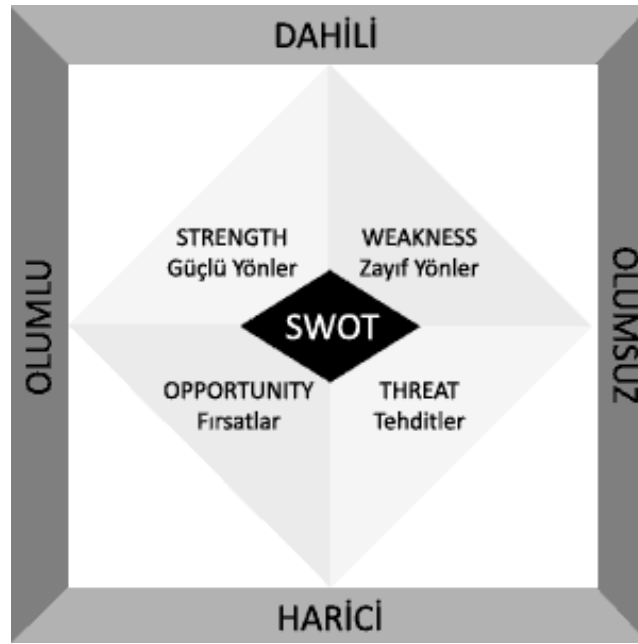 DAHİLİ
STRENGTH
Güçlü Yönler
WEAKNESS
Zayıf Yönler
OLUMLU
SWOT
OLUMSUZ
OPPORTUNITY
Fırsatlar
THREAT
Tehditler
HARİCİ